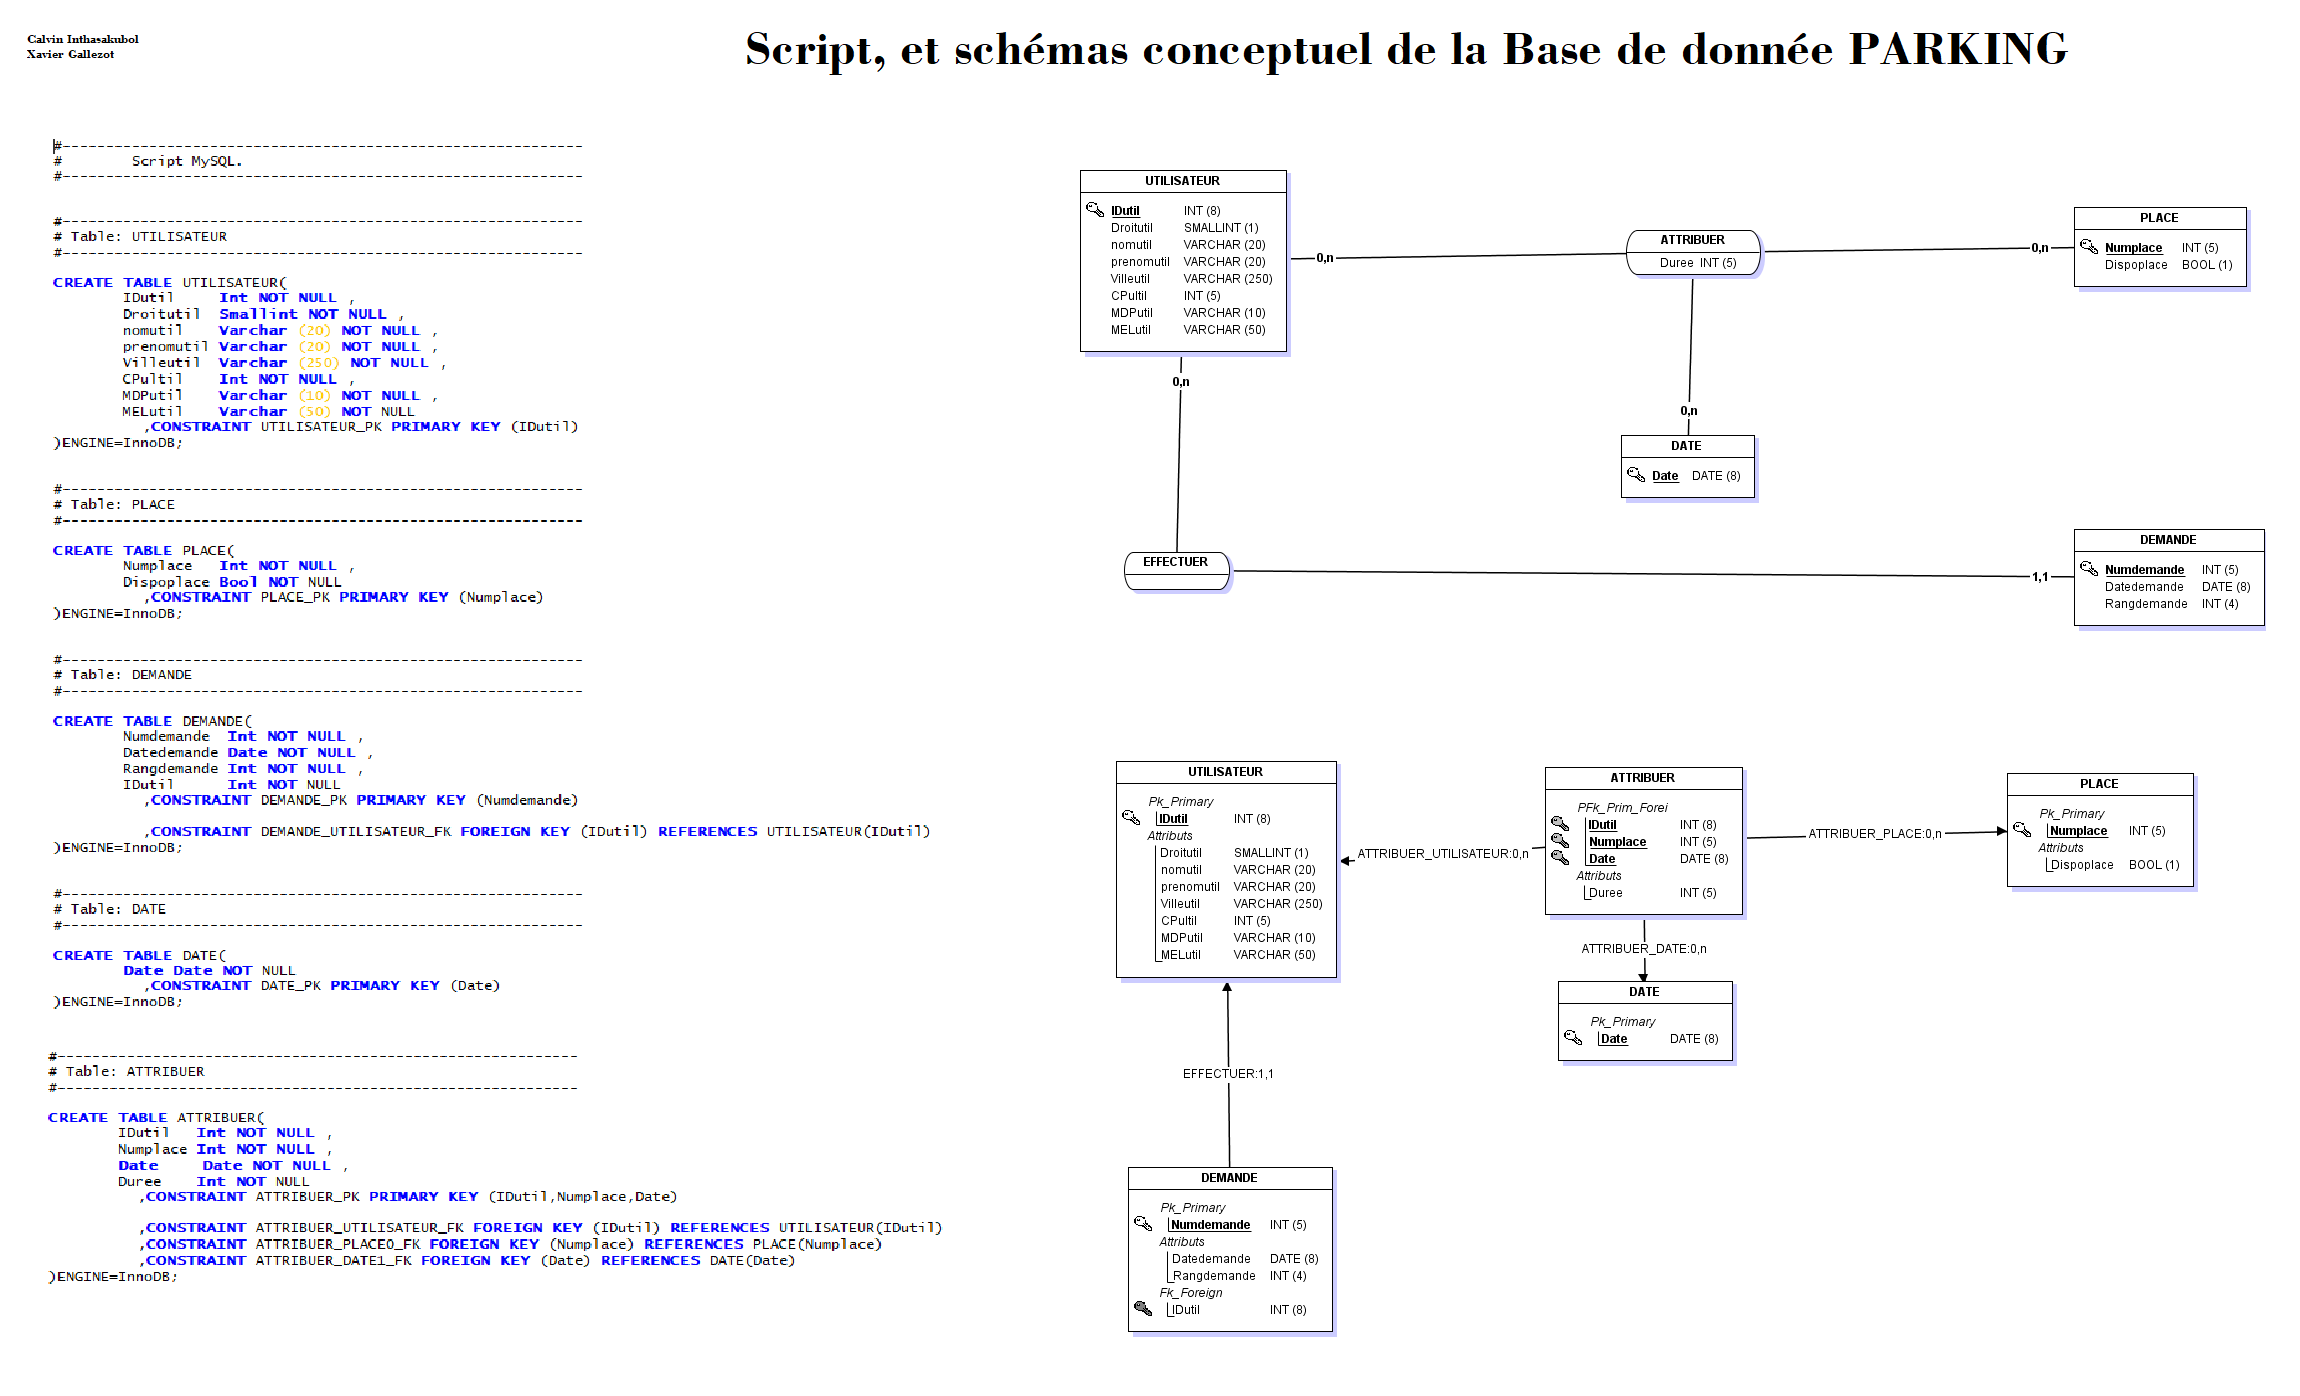 Calvin Inthasakubol
Xavier Gallezot
Script, et schémas conceptuel de la Base de donnée PARKING
#------------------------------------------------------------
#        Script MySQL.
#------------------------------------------------------------
#------------------------------------------------------------
# Table: UTILISATEUR
#------------------------------------------------------------
CREATE TABLE UTILISATEUR(
IDutil     Int NOT NULL ,
Droitutil  Smallint NOT NULL ,
nomutil    Varchar (20) NOT NULL ,
prenomutil Varchar (20) NOT NULL ,
Villeutil  Varchar (250) NOT NULL ,
CPultil    Int NOT NULL ,
MDPutil    Varchar (10) NOT NULL ,
MELutil    Varchar (50) NOT NULL
,CONSTRAINT UTILISATEUR_PK PRIMARY KEY (IDutil)
)ENGINE=InnoDB;
#------------------------------------------------------------
# Table: PLACE
#------------------------------------------------------------
CREATE TABLE PLACE(
Numplace   Int NOT NULL ,
Dispoplace Bool NOT NULL
,CONSTRAINT PLACE_PK PRIMARY KEY (Numplace)
)ENGINE=InnoDB;
#------------------------------------------------------------
# Table: DEMANDE
#------------------------------------------------------------
CREATE TABLE DEMANDE(
Numdemande  Int NOT NULL ,
Datedemande Date NOT NULL ,
Rangdemande Int NOT NULL ,
IDutil      Int NOT NULL
,CONSTRAINT DEMANDE_PK PRIMARY KEY (Numdemande)
,CONSTRAINT DEMANDE_UTILISATEUR_FK FOREIGN KEY (IDutil) REFERENCES UTILISATEUR(IDutil)
)ENGINE=InnoDB;
#------------------------------------------------------------
# Table: DATE
#------------------------------------------------------------
CREATE TABLE DATE(
Date Date NOT NULL
,CONSTRAINT DATE_PK PRIMARY KEY (Date)
)ENGINE=InnoDB;
#------------------------------------------------------------
# Table: ATTRIBUER
#------------------------------------------------------------
CREATE TABLE ATTRIBUER(
IDutil   Int NOT NULL ,
Numplace Int NOT NULL ,
Date     Date NOT NULL ,
Duree    Int NOT NULL
,CONSTRAINT ATTRIBUER_PK PRIMARY KEY (IDutil,Numplace,Date)
,CONSTRAINT ATTRIBUER_UTILISATEUR_FK FOREIGN KEY (IDutil) REFERENCES UTILISATEUR(IDutil)
,CONSTRAINT ATTRIBUER_PLACE0_FK FOREIGN KEY (Numplace) REFERENCES PLACE(Numplace)
,CONSTRAINT ATTRIBUER_DATE1_FK FOREIGN KEY (Date) REFERENCES DATE(Date)
)ENGINE=InnoDB;
UTILISATEUR
IDutil INT (8)
Droitutil SMALLINT (1)
nomutil VARCHAR (20)
prenomutil VARCHAR (20)
Villeutil VARCHAR (250)
CPultil INT (5)
MDPutil VARCHAR (10)
MELutil VARCHAR (50)
0,n
ATTRIBUER
Duree INT (5)
0,n
PLACE
Numplace INT (5)
Dispoplace BOOL (1)
0,n
0,n
DATE
Date DATE (8)
EFFECTUER
1,1
DEMANDE
Numdemande INT (5)
Datedemande DATE (8)
Rangdemande INT (4)
UTILISATEUR
Pk_Primary
IDutil INT (8)
Attributs
Droitutil SMALLINT (1)
nomutil VARCHAR (20)
prenomutil VARCHAR (20)
Villeutil VARCHAR (250)
CPultil INT (5)
MDPutil VARCHAR (10)
MELutil VARCHAR (50)
ATTRIBUER_UTILISATEUR:0,n
ATTRIBUER
PFk_Prim_Forei
IDutil INT (8)
Numplace INT (5)
Date DATE (8)
Attributs
Duree INT (5)
ATTRIBUER_PLACE:0,n
PLACE
Pk_Primary
Numplace INT (5)
Attributs
Dispoplace BOOL (1)
ATTRIBUER_DATE:0,n
DATE
Pk_Primary
Date DATE (8)
EFFECTUER:1,1
DEMANDE
Pk_Primary
Numdemande INT (5)
Attributs
Datedemande DATE (8)
Rangdemande INT (4)
Fk_Foreign
IDutil INT (8)